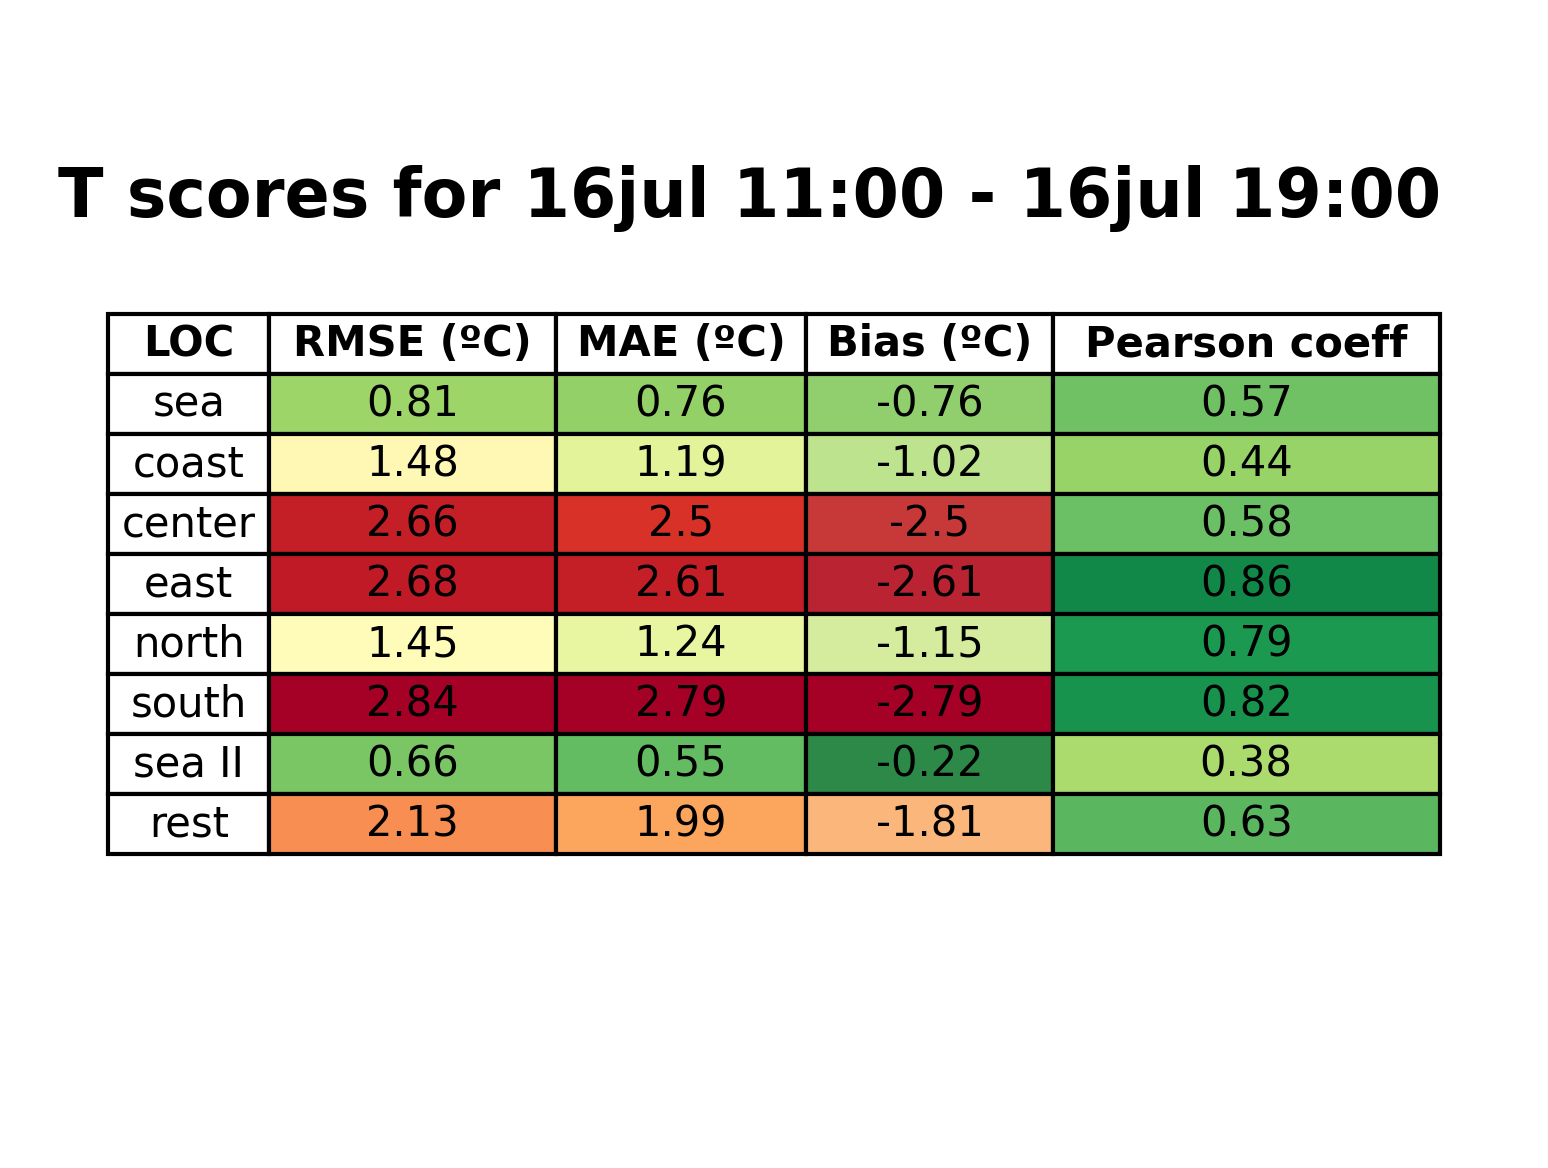 T scores for 16jul 11:00 - 16jul 19:00
LOC RMSE (ºC) MAE (ºC) Bias (ºC) Pearson coeff
sea 0.81 0.76 -0.76 0.57
coast 1.48 1.19 -1.02 0.44
center 2.66 2.5 -2.5 0.58
east 2.68 2.61 -2.61 0.86
north 1.45 1.24 -1.15 0.79
south 2.84 2.79 -2.79 0.82
sea II 0.66 0.55 -0.22 0.38
rest 2.13 1.99 -1.81 0.63